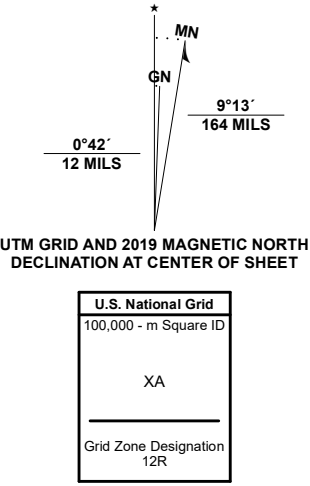 ★
MN
GN
0°42´
12 MILS
9°13´
164 MILS
UTM GRID AND 2019 MAGNETIC NORTH
DECLINATION AT CENTER OF SHEET
U.S. National Grid
100,000 - m Square ID
XA
Grid Zone Designation
12R